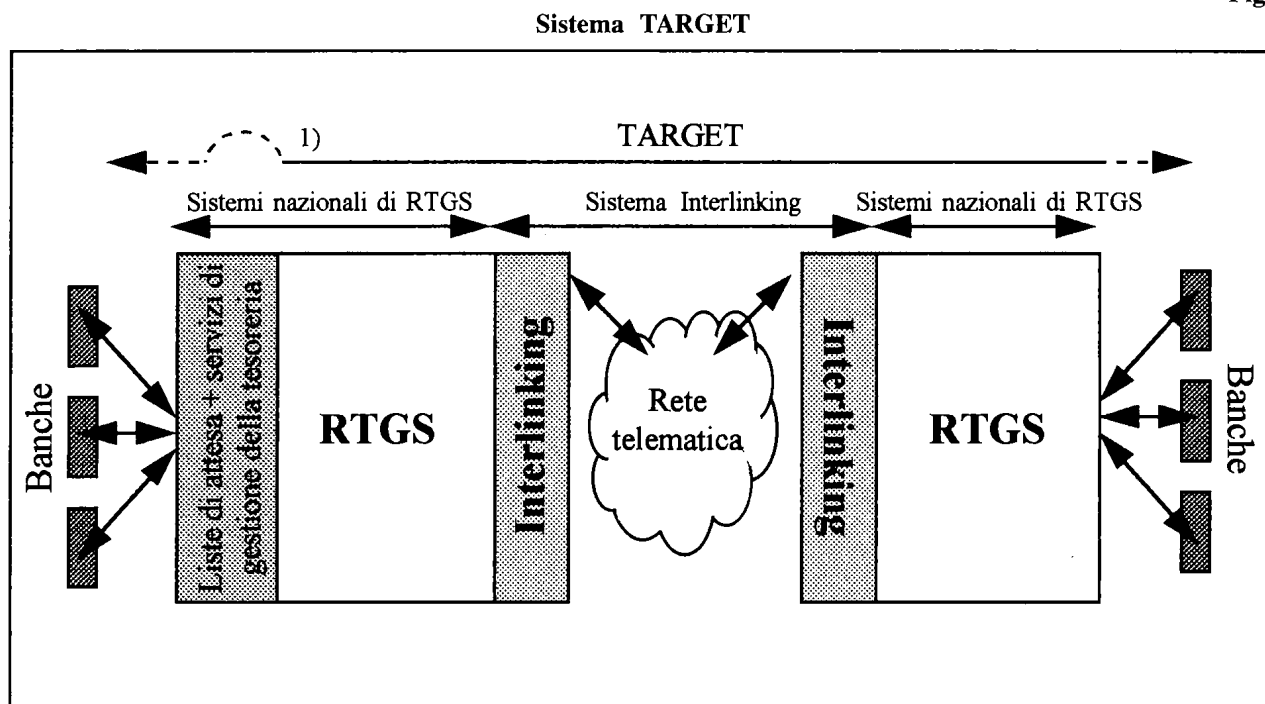 Sistema TARGET
1)
TARGET
Sistemi nazionali di RTGS
Sistema Interlinking
Sistemi nazionali di RTGS
Banche
Liste di attesa + servizi di
gestione della tesoreria
RTGS
Interlinking
Rete
telematica
Interlinking
RTGS
Banche